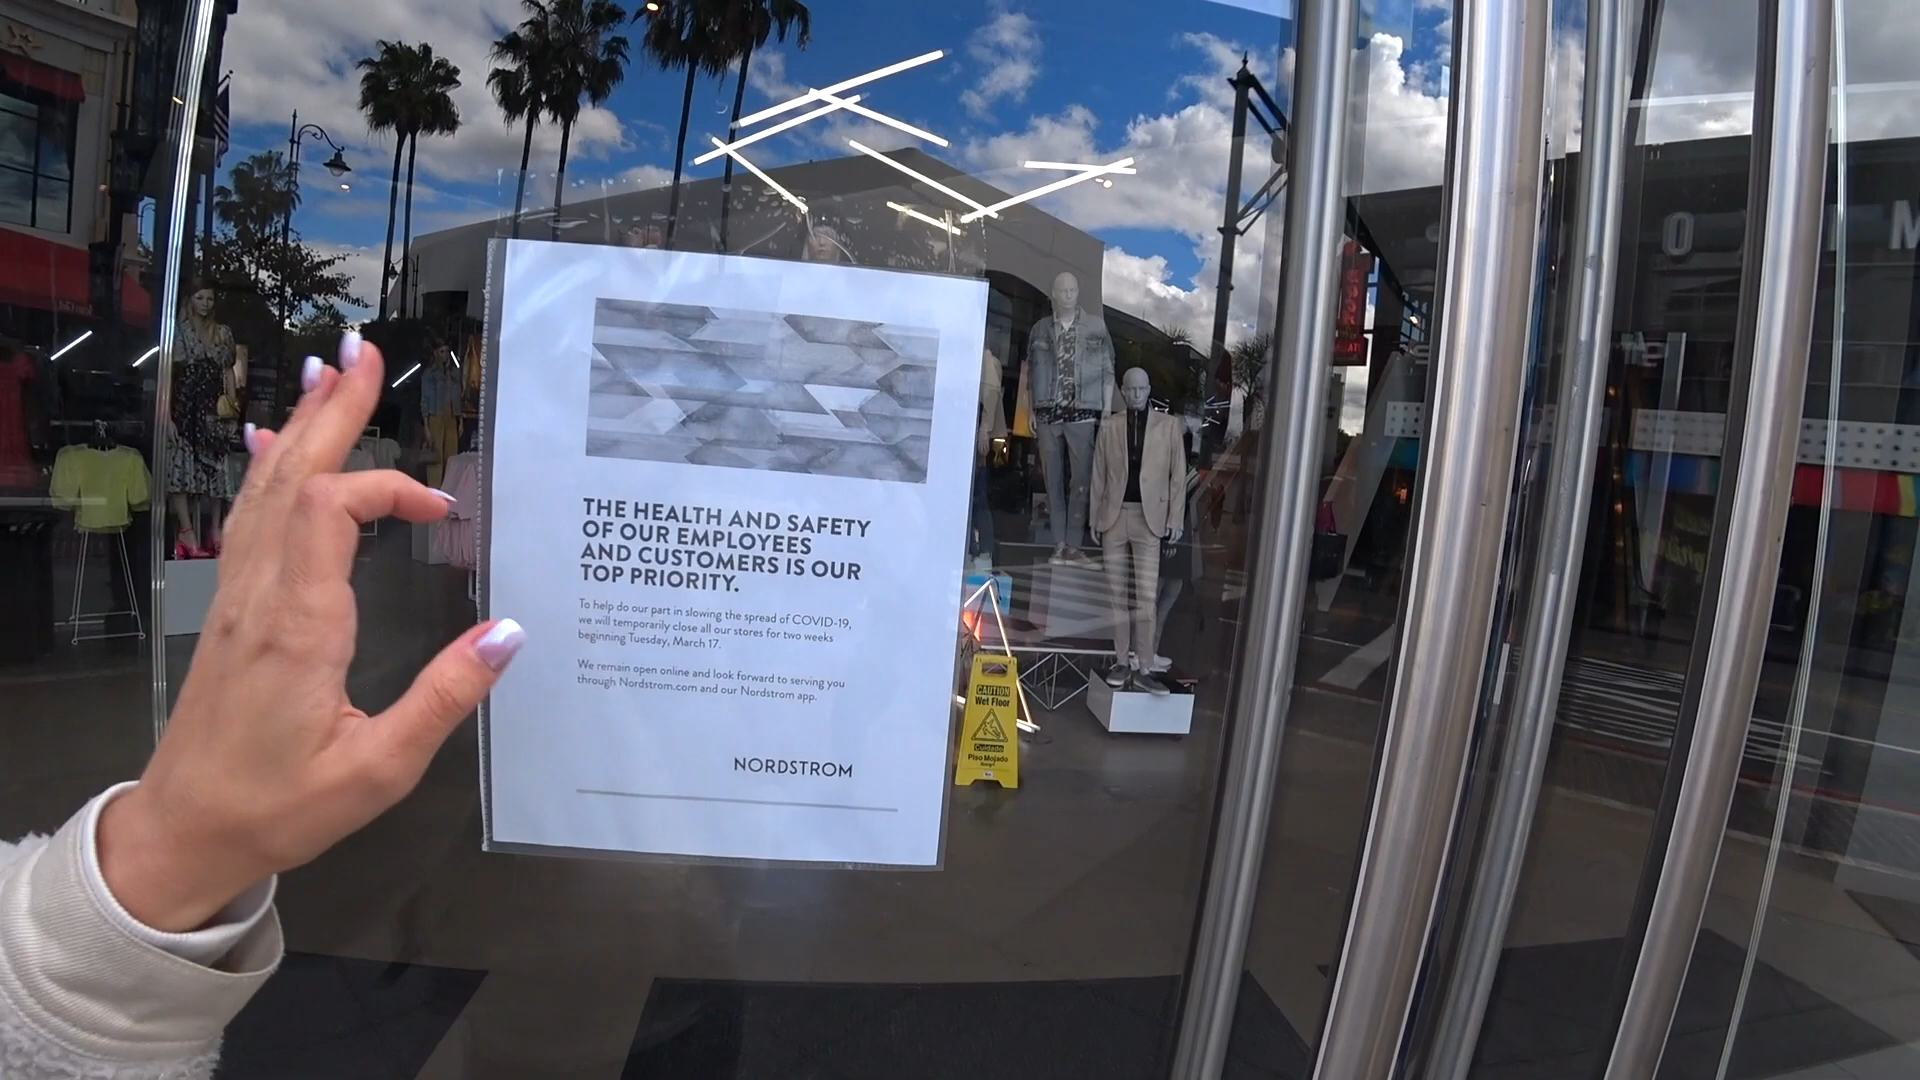 THE HEALTH AND SAFETY
OF OUR EMPLOYEES
AND CUSTOMERS IS OUR
TOP PRIORITY.
To help do our part in slowing the spread of COVID-19,
we will temporarily close all our stores for two weeks
beginning Tuesday, March 17.
We remain open online and look forward to serving you
through Nordstrom.com and our Nordstrom app.
NORDSTROM
CAUTION
Wet Floor
Cuidado
Piso Mojado